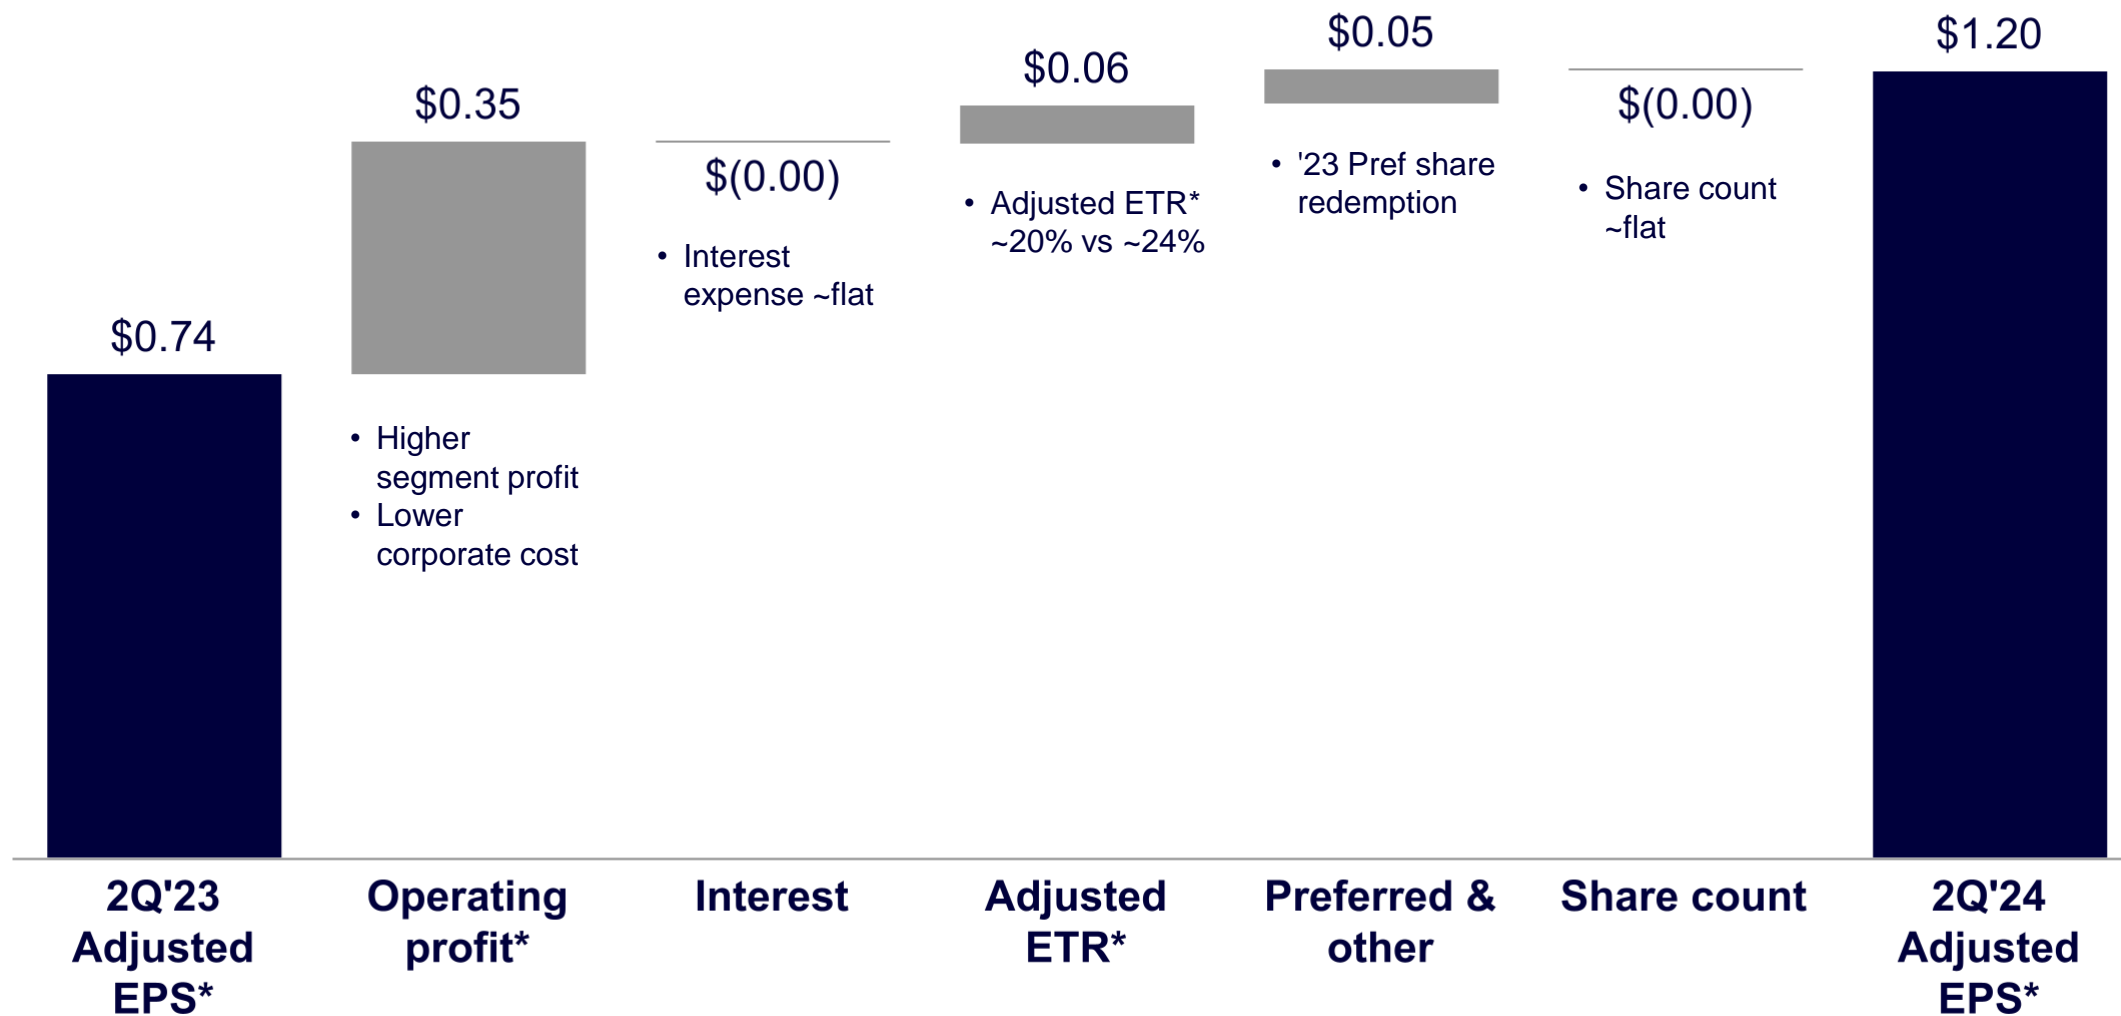 $0.74
$0.35
• Higher
segment profit
• Lower
corporate cost
$(0.00)
• Interest
expense ~flat
$0.06
• Adjusted ETR*
~20% vs ~24%
$0.05
• '23 Pref share
redemption
$(0.00)
• Share count
~flat
$1.20
2Q'23
Adjusted
EPS*
Operating
profit*
Interest
Adjusted
ETR*
Preferred &
other
Share count
2Q'24
Adjusted
EPS*